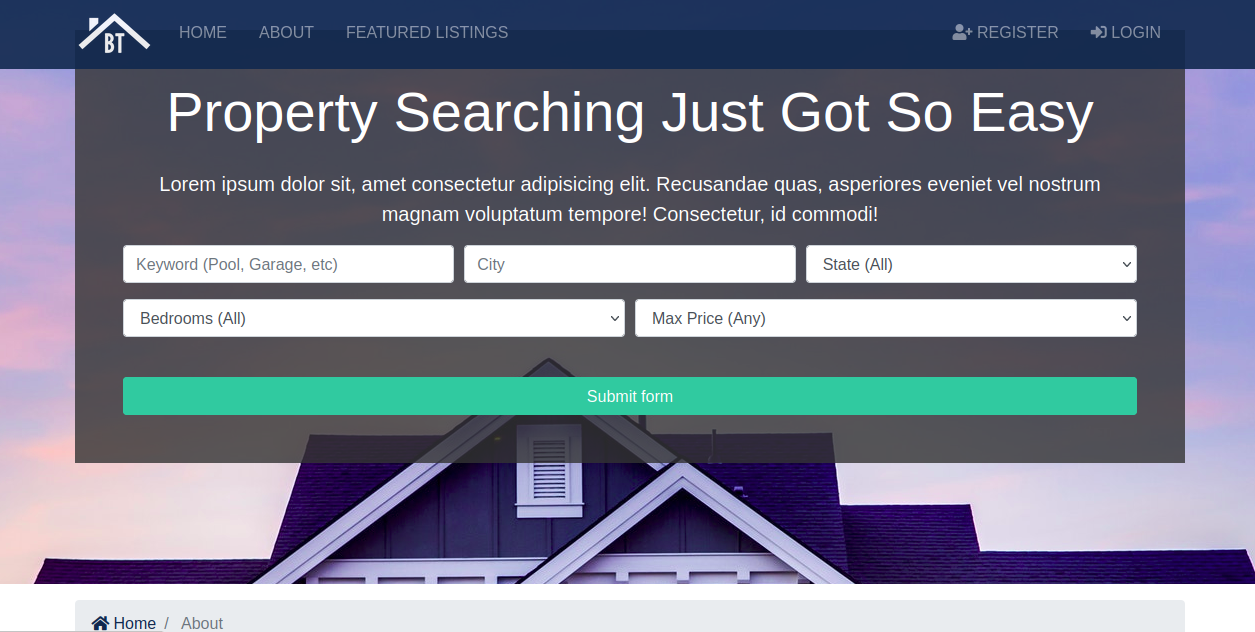 BT HOME ABOUT FEATURED LISTINGS REGISTER LOGIN
Property Searching Just Got So Easy
Lorem ipsum dolor sit, amet consectetur adipisicing elit. Recusandae quas, asperiores eveniet vel nostrum
magnam voluptatum tempore! Consectetur, id commodi!
Keyword (Pool, Garage, etc) City State (All)
Bedrooms (All) Max Price (Any)
Submit form
Home / About